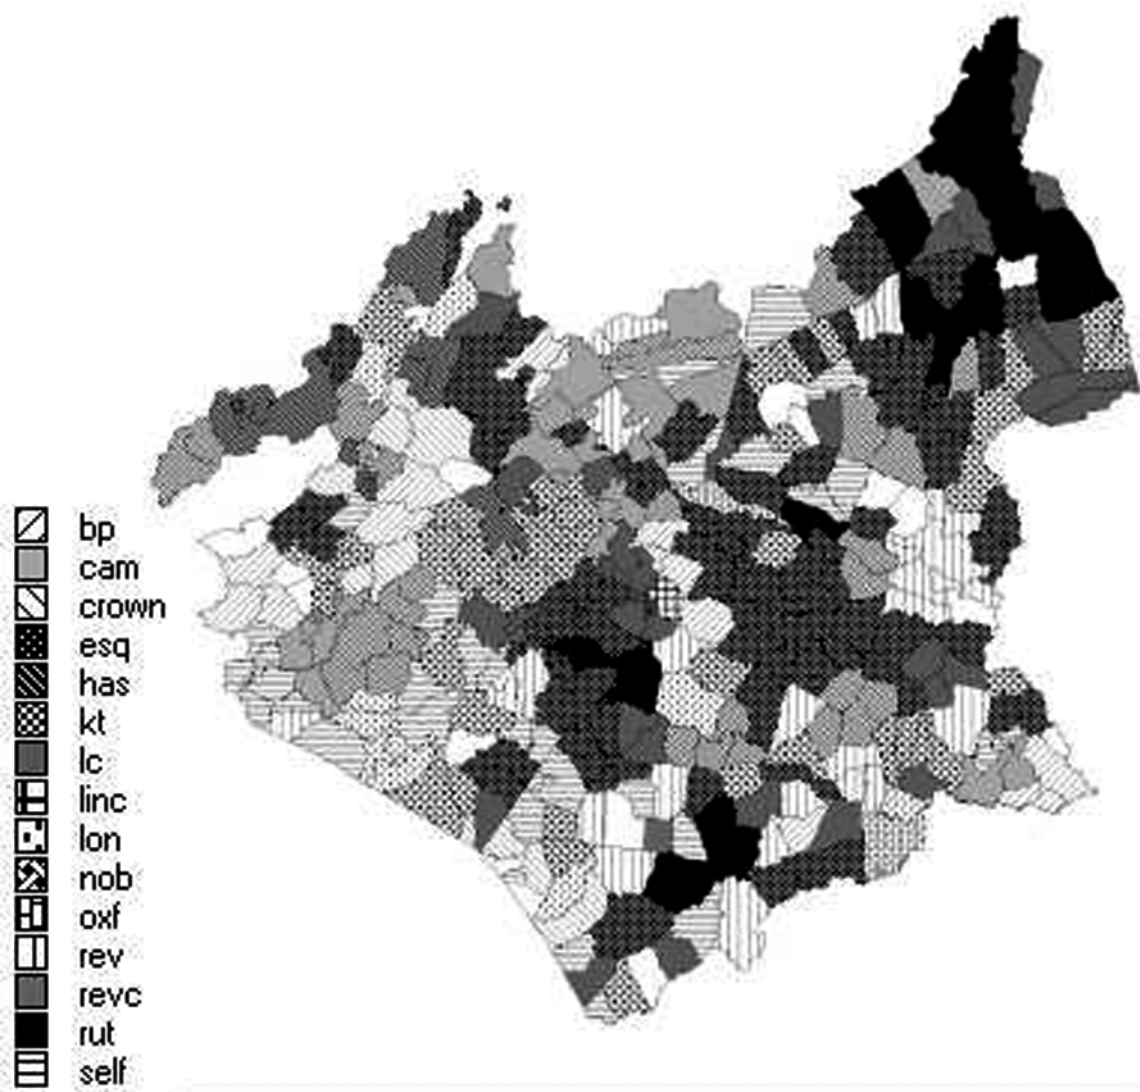 bp
cam
crown
esq
has
kt
lc
linc
lon
nob
oxf
rev
revc
rut
self